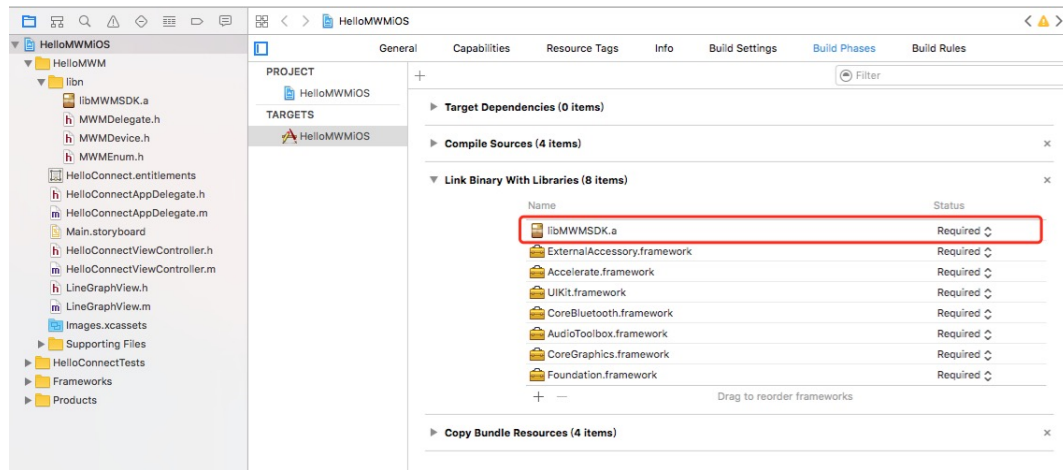 HelloMWMiOS
HelloMWMiOS
General Capabilities Resource Tags Info Build Settings Build Phases Build Rules
HelloMWM
libn
libMWMSDK.a
MWMDelegate.h
MWMDevice.h
MWMEnum.h
HelloConnect.entitlements
HelloConnectAppDelegate.h
HelloConnectAppDelegate.m
Main.storyboard
HelloConnectViewController.h
HelloConnectViewController.m
LineGraphView.h
LineGraphView.m
Images.xcassets
Supporting Files
HelloConnectTests
Frameworks
Products
PROJECT
HelloMWMiOS
TARGETS
HelloMWMiOS
Filter
Target Dependencies (0 items)
Compile Sources (4 items)
Link Binary With Libraries (8 items)
Name Status
libMWMSDK.a Required
ExternalAccessory.framework Required
Accelerate.framework Required
UIKit.framework Required
CoreBluetooth.framework Required
AudioToolbox.framework Required
CoreGraphics.framework Required
Foundation.framework Required
Drag to reorder frameworks
Copy Bundle Resources (4 items)